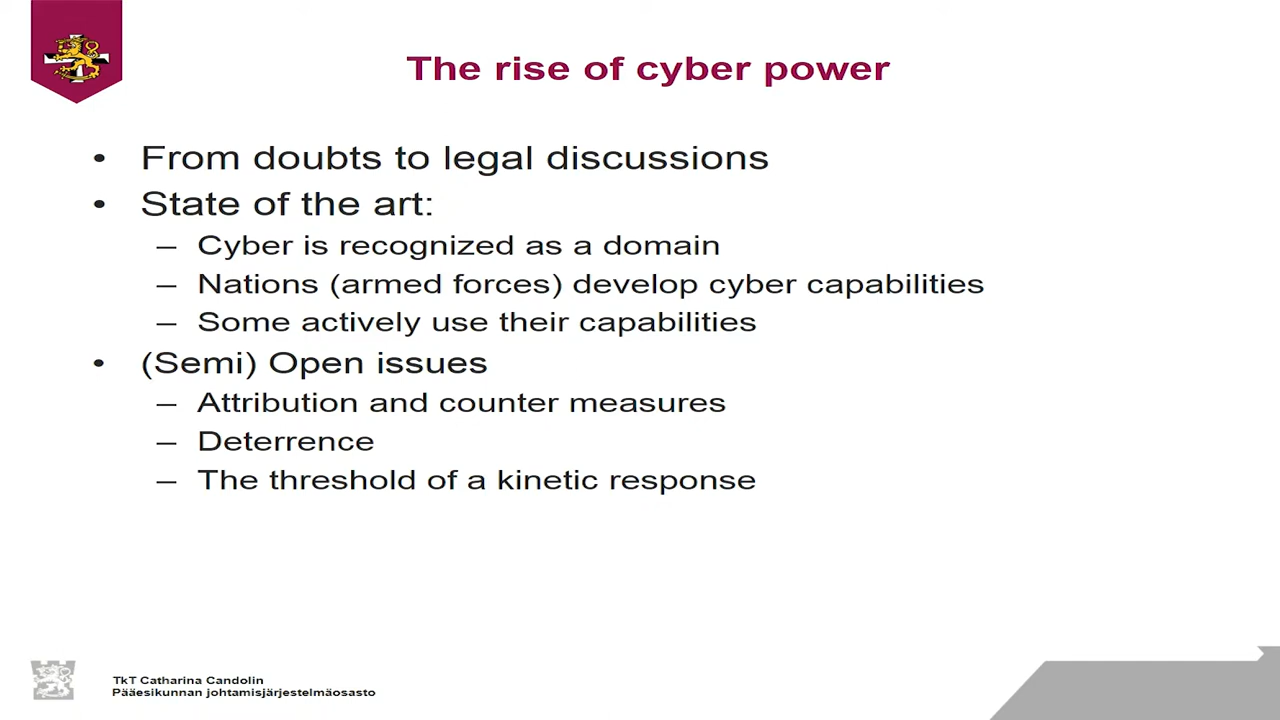 The rise of cyber power
• From doubts to legal discussions
• State of the art:
– Cyber is recognized as a domain
– Nations (armed forces) develop cyber capabilities
– Some actively use their capabilities
• (Semi) Open issues
– Attribution and counter measures
– Deterrence
– The threshold of a kinetic response
TkT Catharina Candolin
Pääesikunnan johtamisjärjestelmäosasto